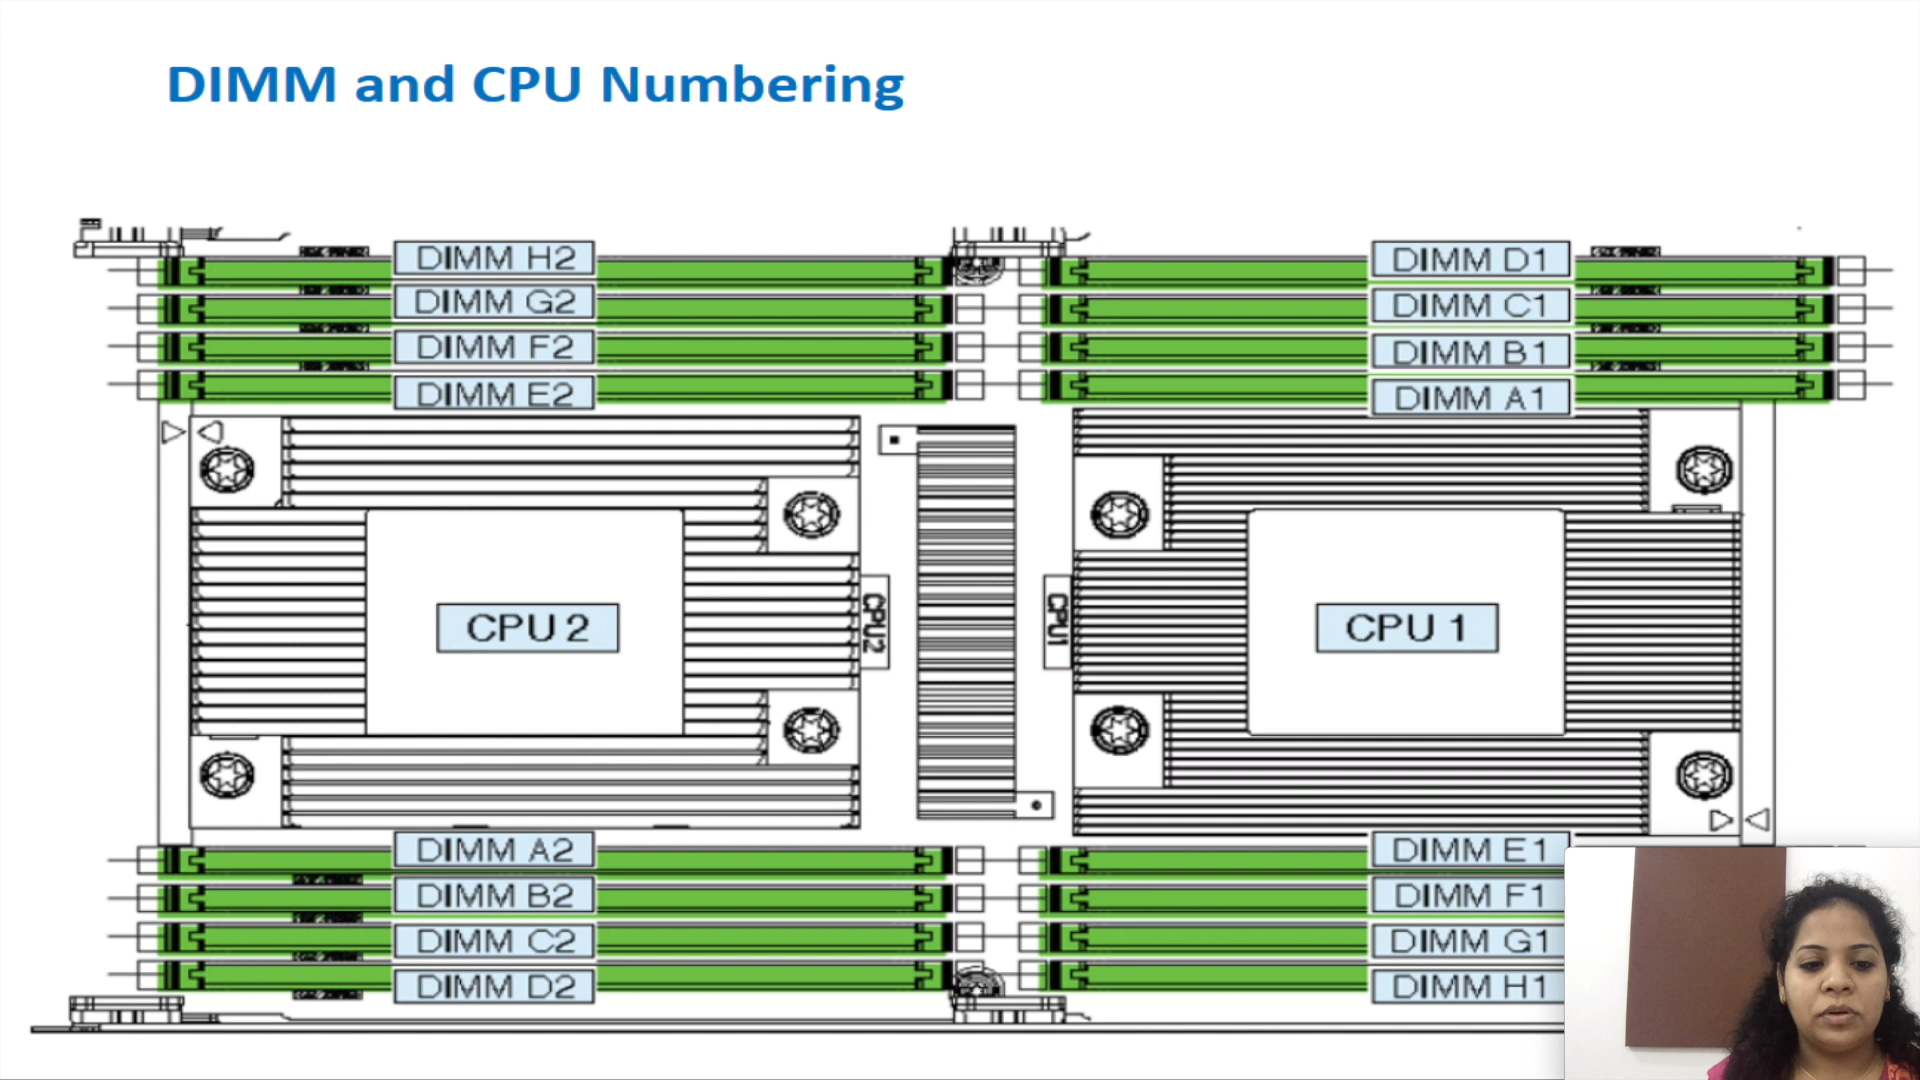 DIMM and CPU Numbering
DIMM H2
DIMM G2
DIMM F2
DIMM E2
DIMM D1
DIMM C1
DIMM B1
DIMM A1
CPU 2
CPU2
CPU1
CPU 1
DIMM A2
DIMM B2
DIMM C2
DIMM D2
DIMM E1
DIMM F1
DIMM G1
DIMM H1